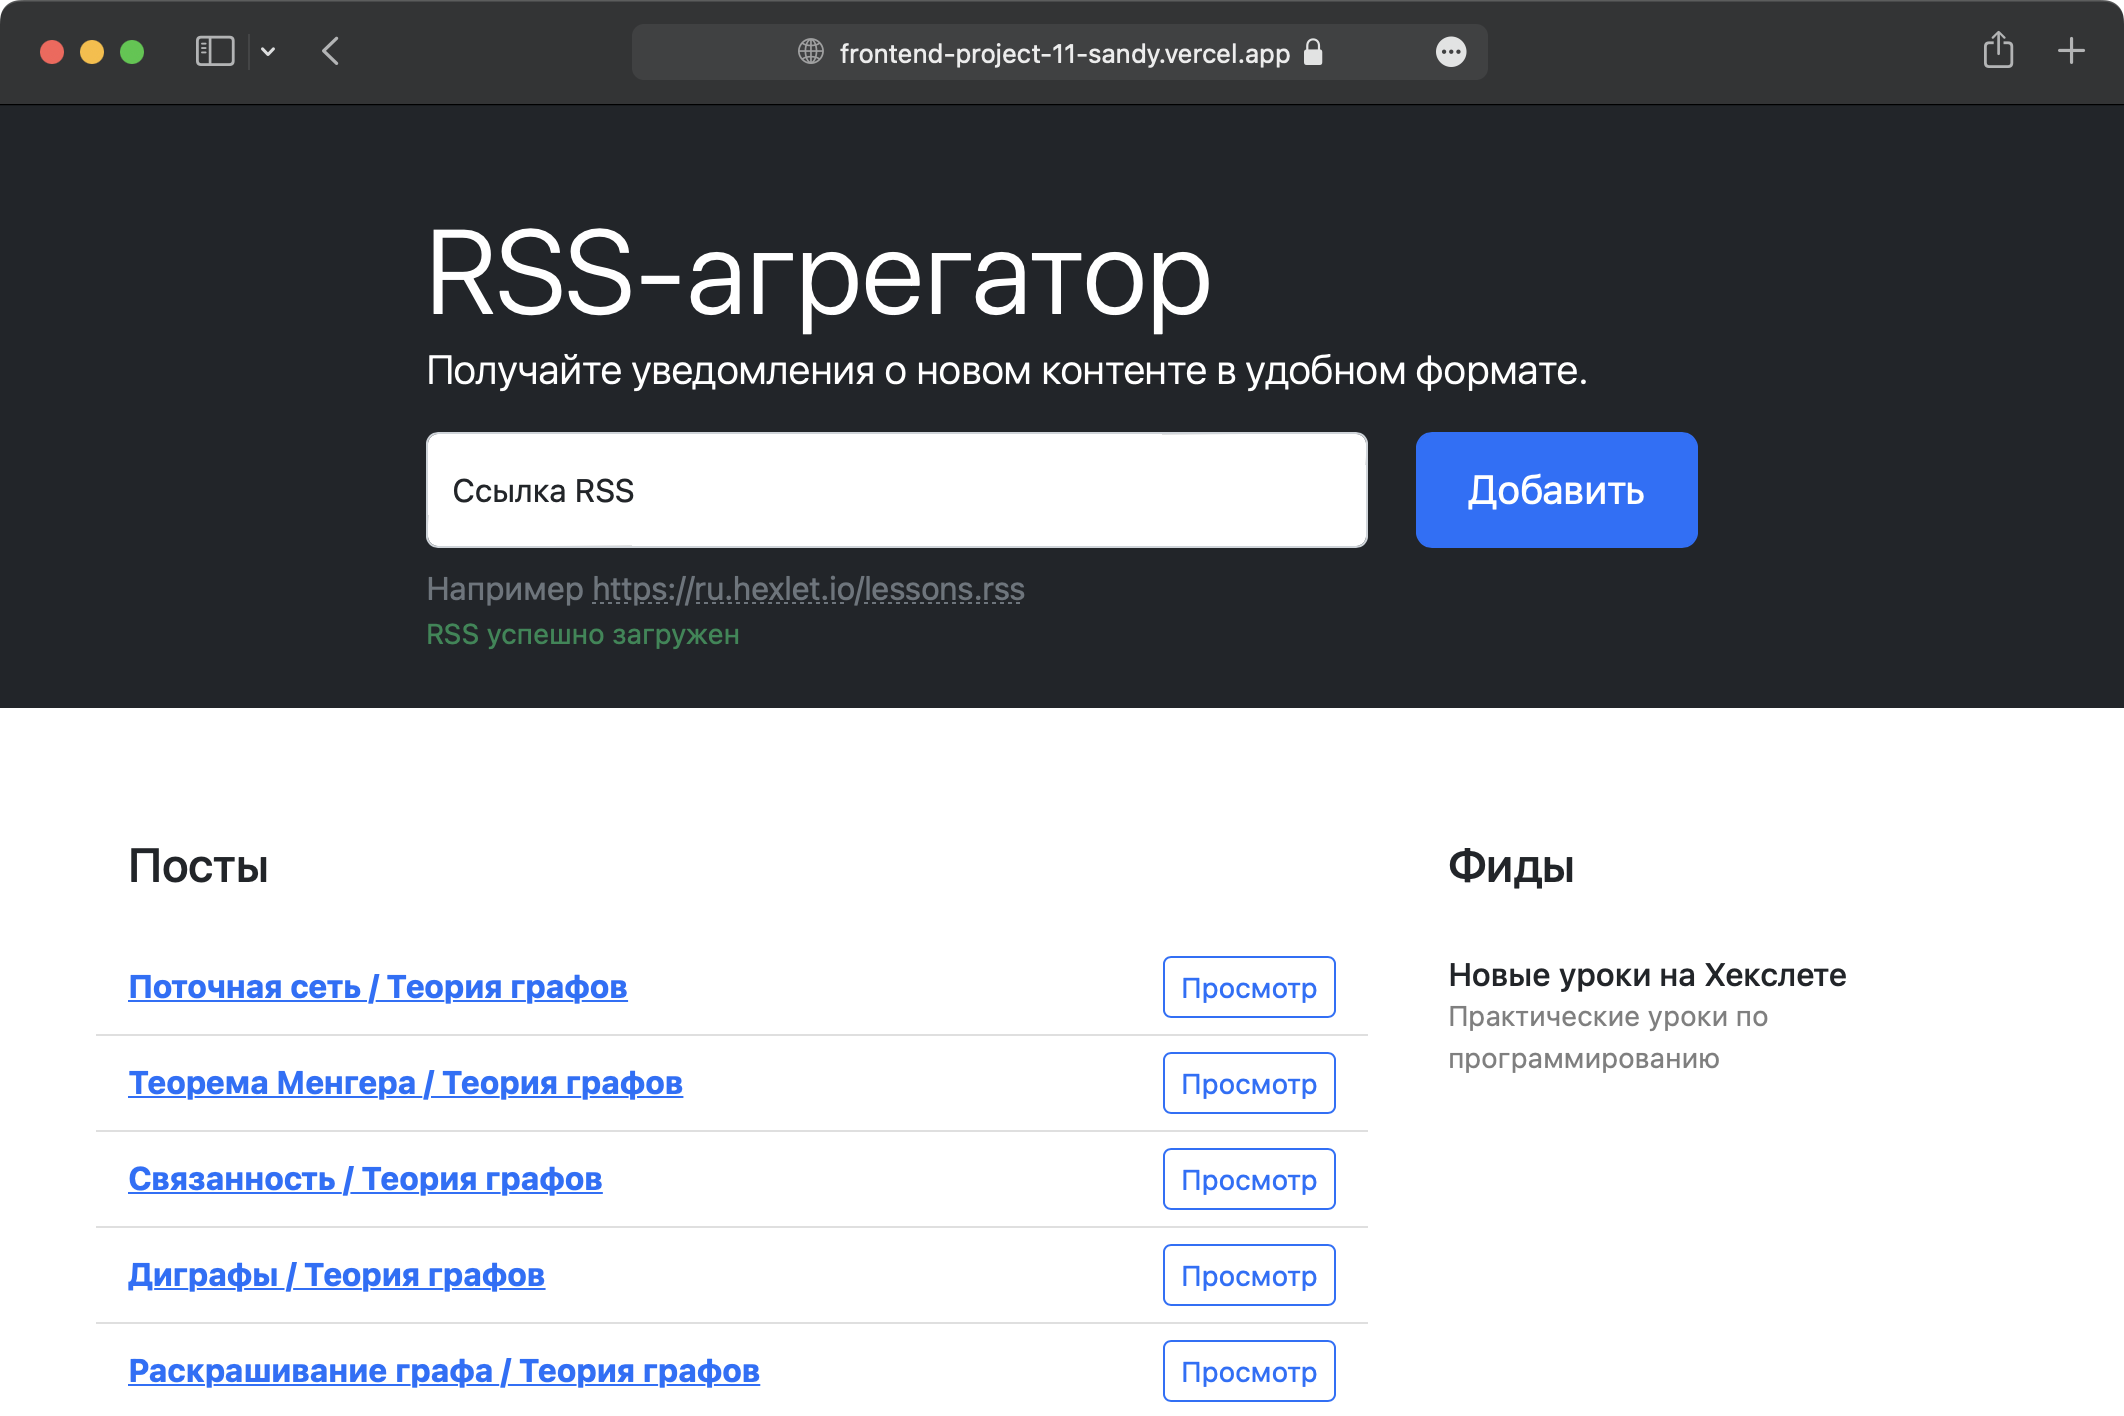 frontend-project-11-sandy.vercel.app
RSS-агрегатор
Получайте уведомления о новом контенте в удобном формате.
Ссылка RSS
Добавить
Например https://ru.hexlet.io/lessons.rss
RSS успешно загружен
Посты
Поточная сеть / Теория графов
Просмотр
Теорема Менгера / Теория графов
Просмотр
Связанность / Теория графов
Просмотр
Диграфы / Теория графов
Просмотр
Раскрашивание графа / Теория графов
Просмотр
Фиды
Новые уроки на Хекслете
Практические уроки по
программированию